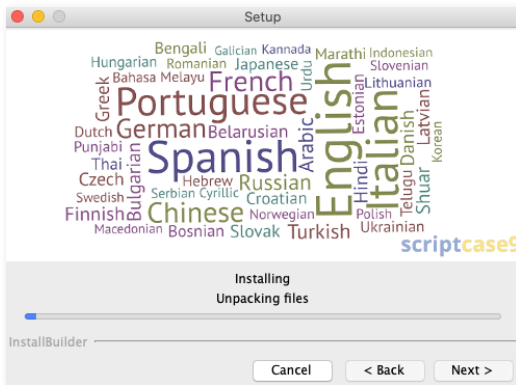 Setup
Bengali Galician Kannada Marathi Indonesian
Hungarian Romanian Japanese Urdu Slovenian
Bahasa Melayu French Estonian Lithuanian
Greek Portuguese English Italian Latvian
Dutch German Belarusian Arabic Danish Korean
Punjabi Spanish
Thai Bulgarian Hindi Telugu Shuar
Czech Hebrew Russian
Swedish Serbian Cyrillic Croatian
Finnish Chinese Norwegian Polish
Macedonian Bosnian Slovak Turkish Ukrainian
scriptcase9
Installing
Unpacking files
InstallBuilder
Cancel
< Back
Next >